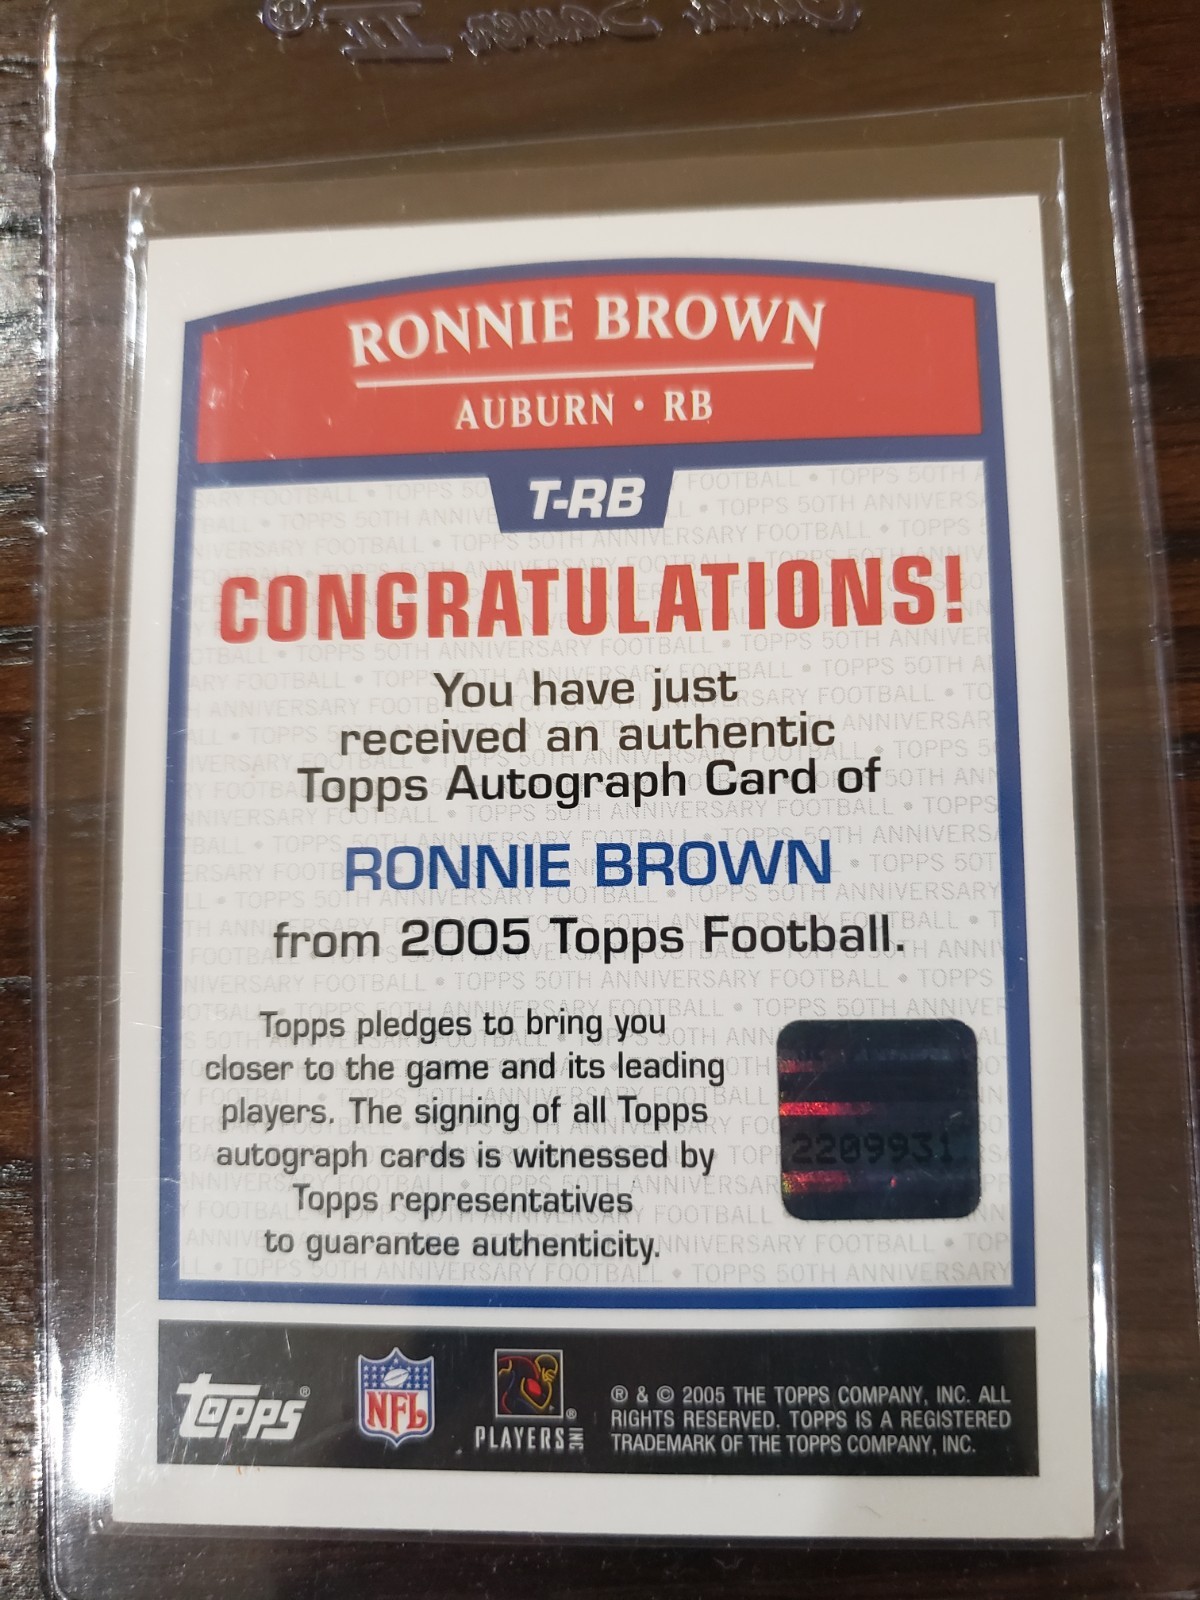 RONNIE BROWN
AUBURN • RB
T-RB
CONGRATULATIONS!
You have just
received an authentic
Topps Autograph Card of
RONNIE BROWN
from 2005 Topps Football.
Topps pledges to bring you
closer to the game and its leading
players. The signing of all Topps
autograph cards is witnessed by
Topps representatives
to guarantee authenticity.
2209931
Topps®
NFL
PLAYERS INC ®
® & © 2005 THE TOPPS COMPANY, INC. ALL
RIGHTS RESERVED. TOPPS IS A REGISTERED
TRADEMARK OF THE TOPPS COMPANY, INC.